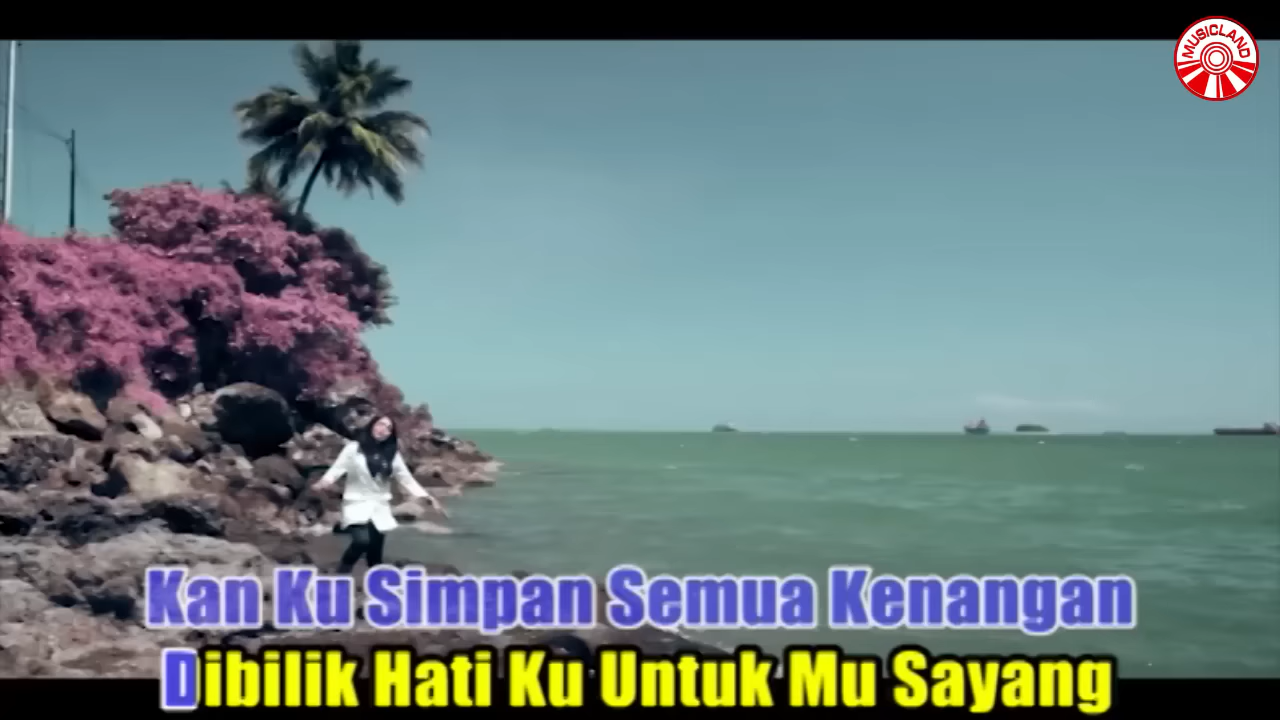 MUSICLAND
Kan Ku Simpan Semua Kenangan
Dibilik Hati Ku Untuk Mu Sayang